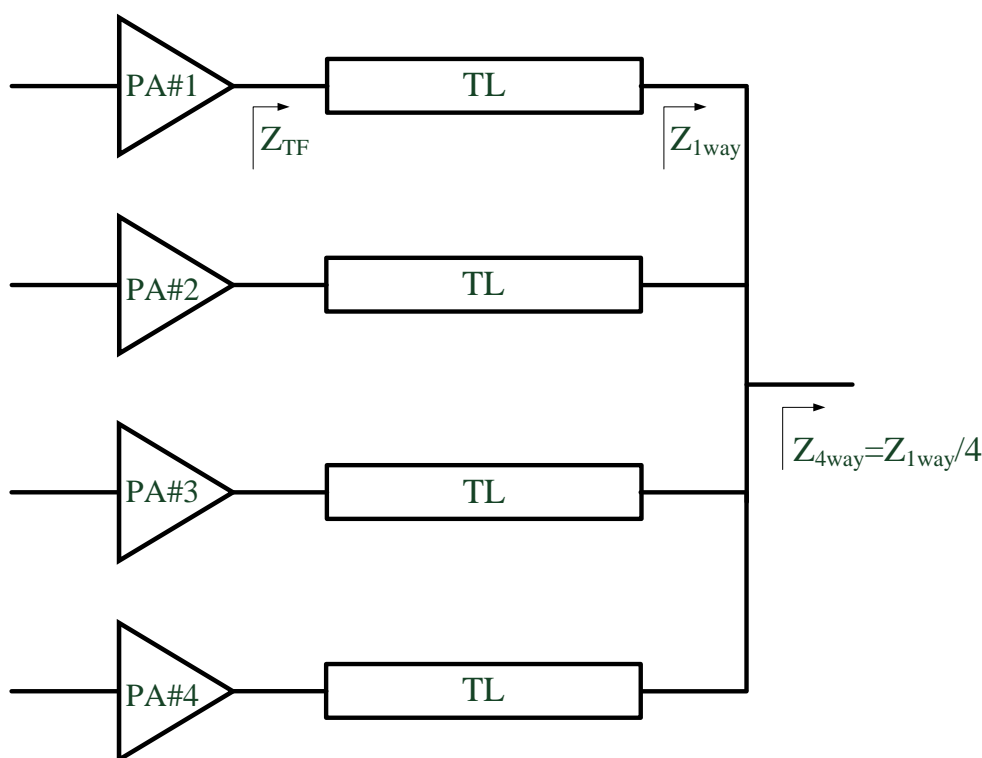 PA#1
TL
Z_TF
Z_1way
PA#2
TL
Z_4way=Z_1way/4
PA#3
TL
PA#4
TL